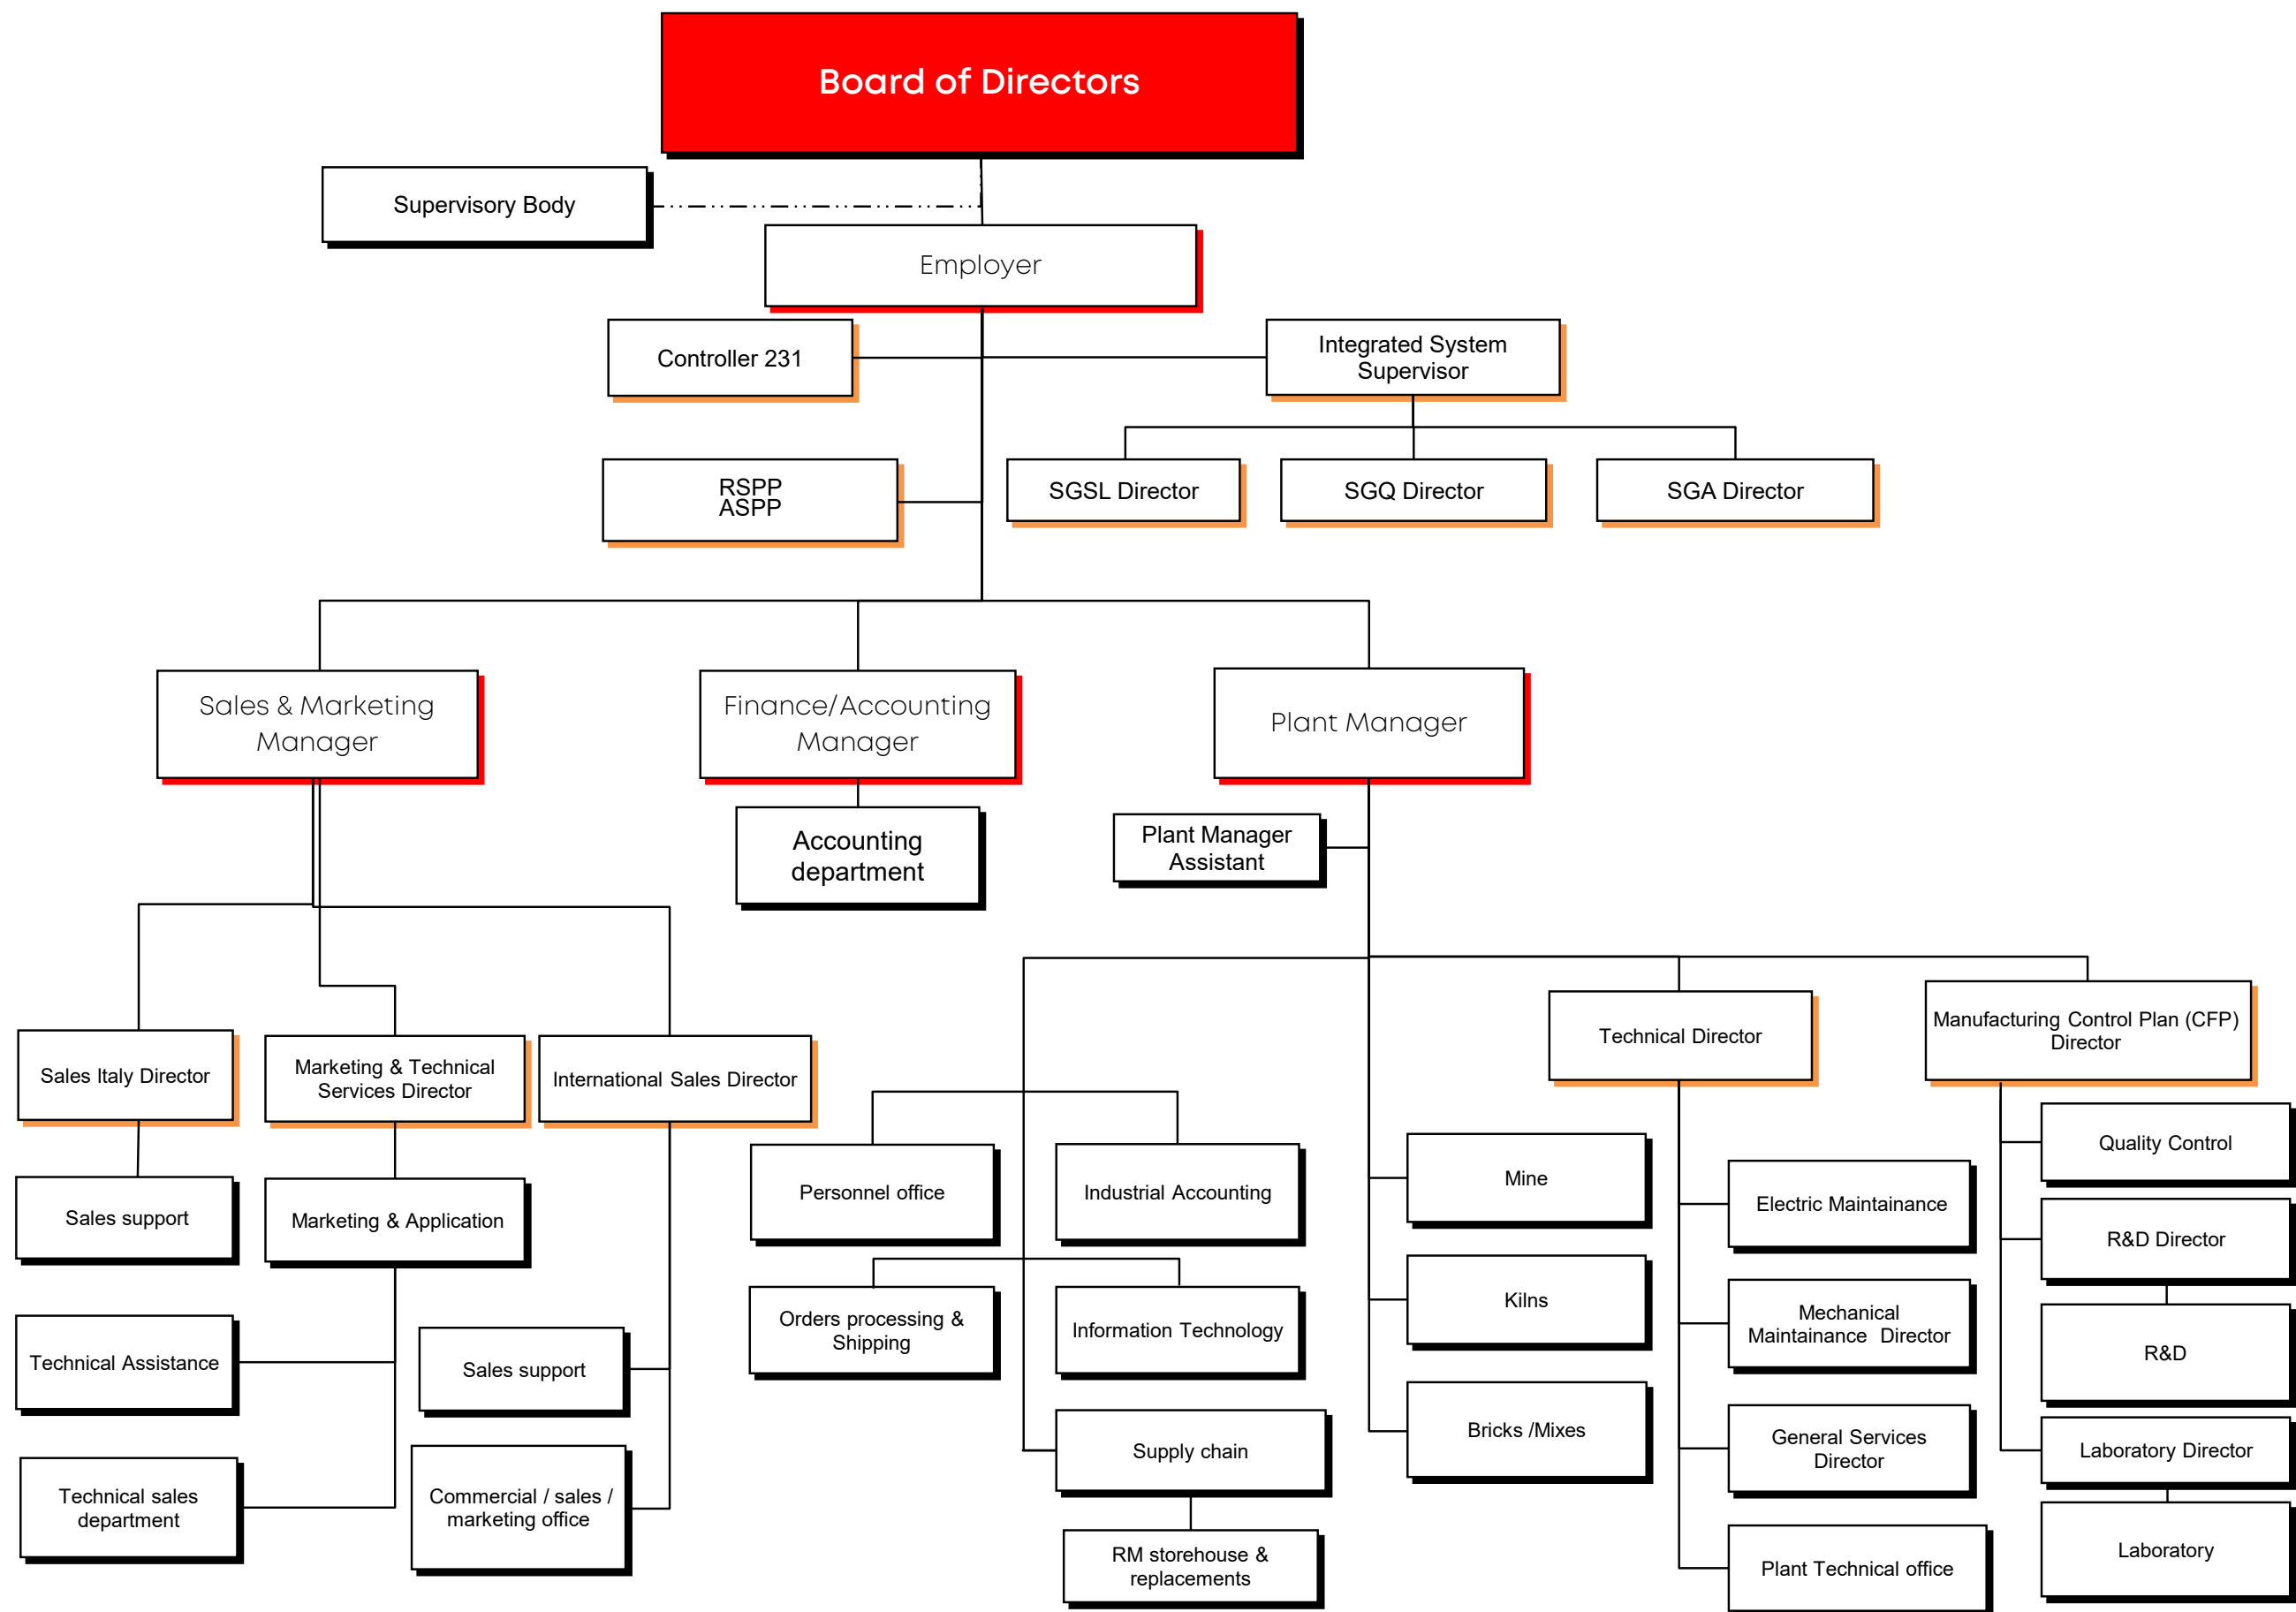 Board of Directors
Supervisory Body
Employer
Controller 231
Integrated System
Supervisor
RSPP
ASPP
SGSL Director
SGQ Director
SGA Director
Sales & Marketing
Manager
Finance/Accounting
Manager
Plant Manager
Accounting
department
Plant Manager
Assistant
Sales Italy Director
Marketing & Technical
Services Director
International Sales Director
Technical Director
Manufacturing Control Plan (CFP)
Director
Sales support
Marketing & Application
Personnel office
Industrial Accounting
Mine
Electric Maintainance
Quality Control
R&D Director
Technical Assistance
Sales support
Orders processing &
Shipping
Information Technology
Kilns
Mechanical
Maintainance  Director
R&D
Technical sales
department
Commercial / sales /
marketing office
Supply chain
Bricks /Mixes
General Services
Director
Laboratory Director
RM storehouse &
replacements
Plant Technical office
Laboratory